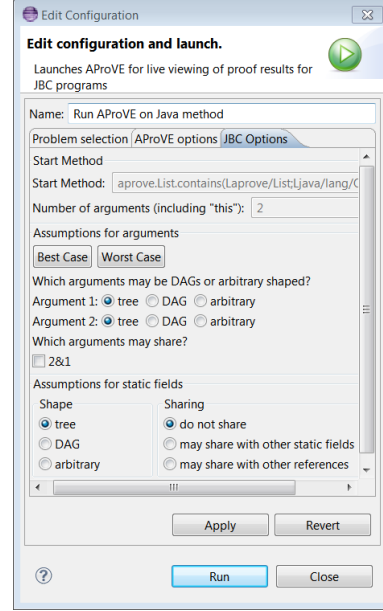 Edit Configuration
Edit configuration and launch.
Launches AProVE for live viewing of proof results for
JBC programs
Name: Run AProVE on Java method
Problem selection AProVE options JBC Options
Start Method
Start Method: aprove.List.contains(Laprove/List;Ljava/lang/
Number of arguments (including "this"): 2
Assumptions for arguments
Best Case Worst Case
Which arguments may be DAGs or arbitrary shaped?
Argument 1: tree DAG arbitrary
Argument 2: tree DAG arbitrary
Which arguments may share?
2&1
Assumptions for static fields
Shape Sharing
tree do not share
DAG may share with other static fields
arbitrary may share with other references
Apply Revert
? Run Close